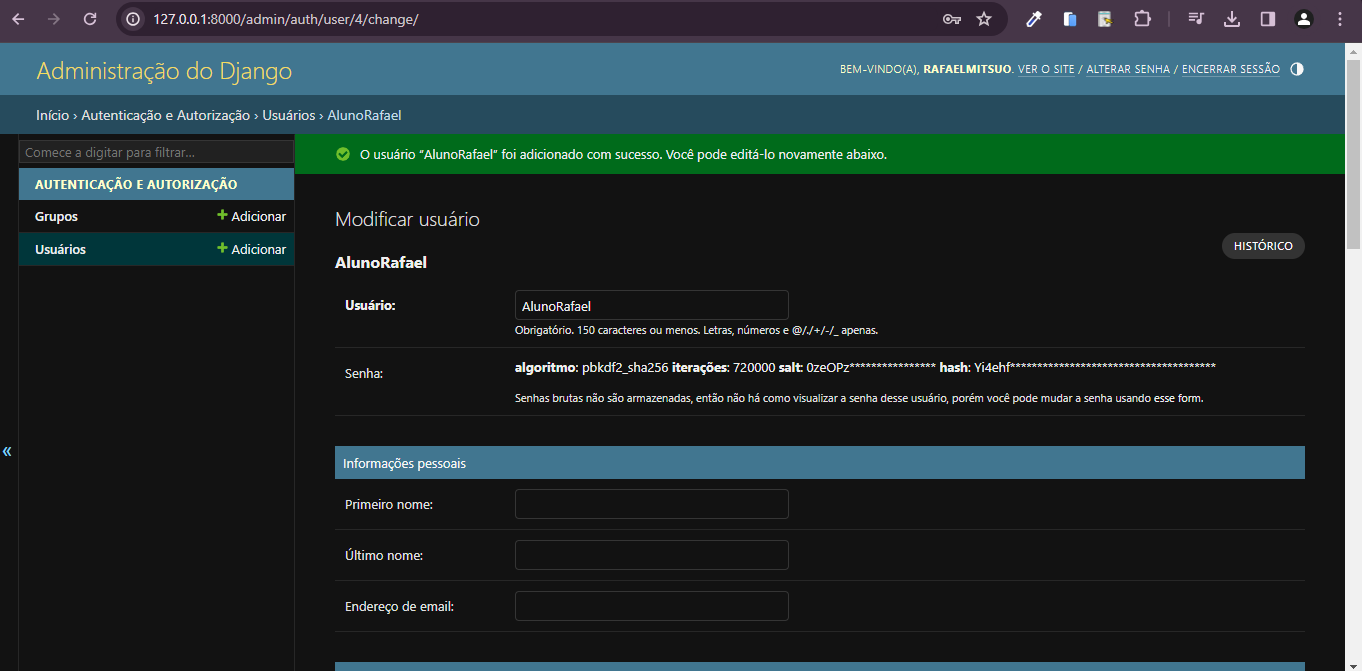 127.0.0.1:8000/admin/auth/user/4/change/
Administração do Django
BEM-VINDO(A), RAFAELMITSUO. VER O SITE / ALTERAR SENHA / ENCERRAR SESSÃO
Início › Autenticação e Autorização › Usuários › AlunoRafael
Comece a digitar para filtrar...
AUTENTICAÇÃO E AUTORIZAÇÃO
Grupos + Adicionar
Usuários + Adicionar
«
O usuário “AlunoRafael” foi adicionado com sucesso. Você pode editá-lo novamente abaixo.
Modificar usuário
HISTÓRICO
AlunoRafael
Usuário: AlunoRafael
Obrigatório. 150 caracteres ou menos. Letras, números e @/./+/-/_ apenas.
Senha: algoritmo: pbkdf2_sha256 iterações: 720000 salt: 0zeOPz**************** hash: Yi4ehf**************************************
Senhas brutas não são armazenadas, então não há como visualizar a senha desse usuário, porém você pode mudar a senha usando esse form.
Informações pessoais
Primeiro nome:
Último nome:
Endereço de email: